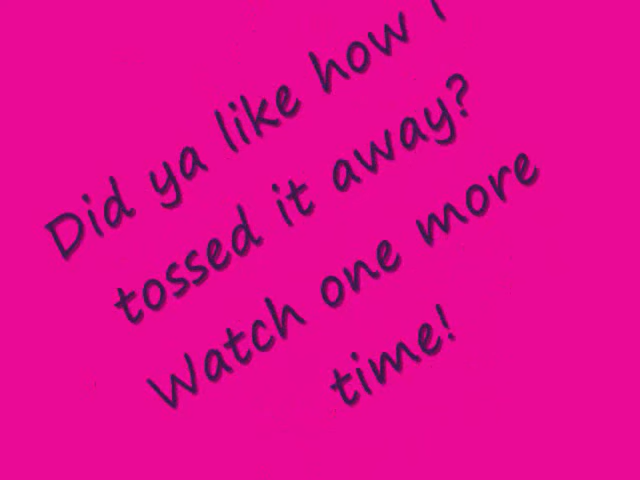 Did ya like how I
tossed it away?
Watch one more
time!